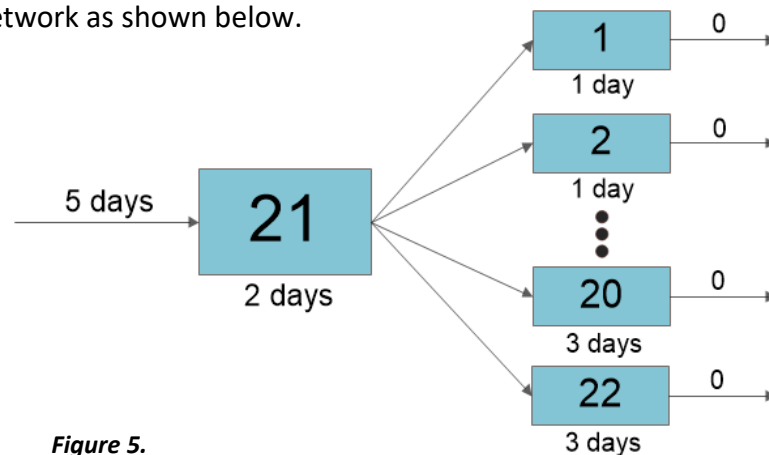 etwork as shown below.
0
1
1 day
0
2
1 day
5 days
21
2 days
0
20
3 days
0
22
3 days
Figure 5.